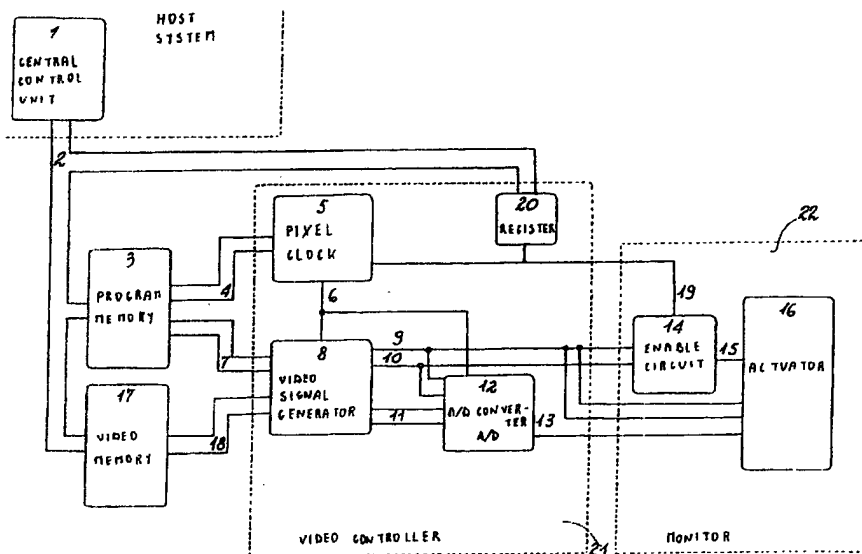 HOST
SYSTEM
1
CENTRAL
CONTROL
UNIT
2
5
PIXEL
CLOCK
20
REGISTER
22
3
PROGRAM
MEMORY
4
6
19
14
ENABLE
CIRCUIT
15
16
ACTUATOR
7
8
VIDEO
SIGNAL
GENERATOR
9
10
12
A/D CONVER-
TER
A/D
11
13
17
VIDEO
MEMORY
18
VIDEO CONTROLLER
21
MONITOR